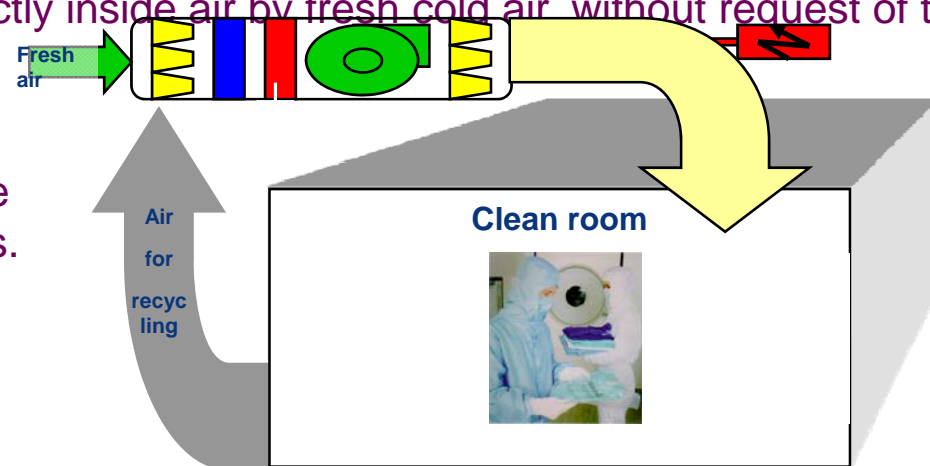 ctly inside air by fresh cold air, without request of t
Fresh
air
e
s.
Air
for
recyc
ling
Clean room